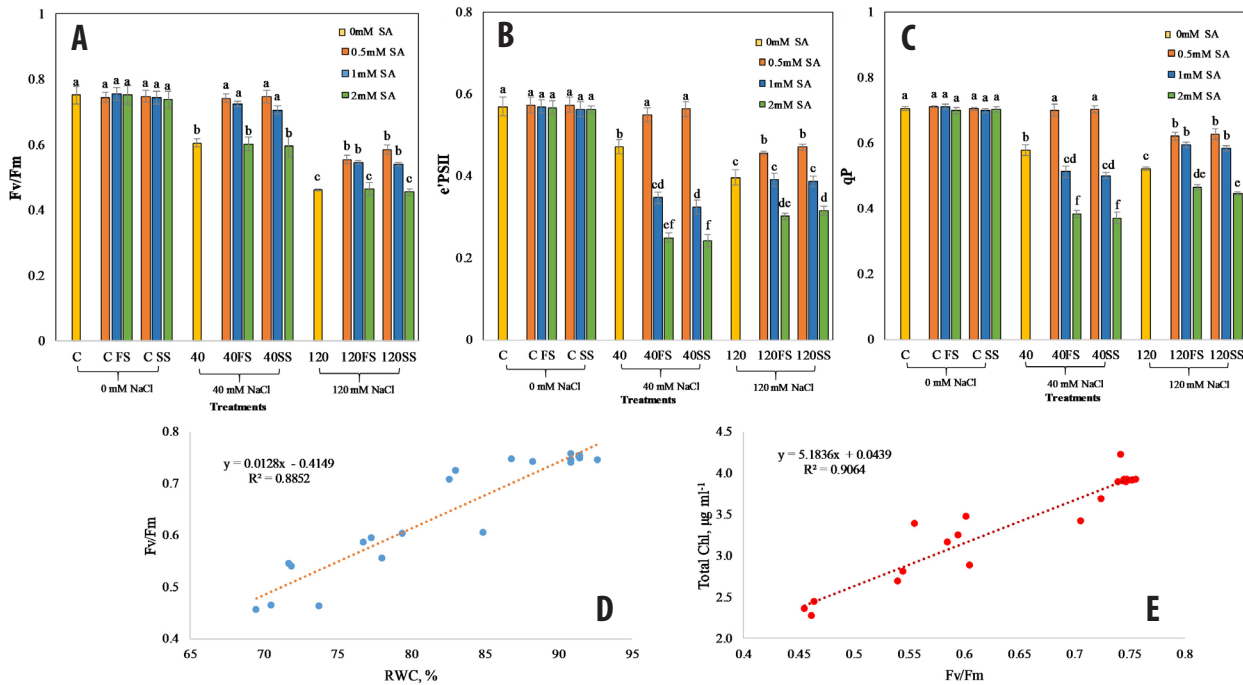 A
Fv/Fm
1
0.8
0.6
0.4
0.2
0
0mM SA
0.5mM SA
1mM SA
2mM SA
a a a a a a a b a a b a a b c b b c b b c
C C FS C SS 40 40FS 40SS 120 120FS 120SS
0 mM NaCl 40 mM NaCl 120 mM NaCl
Treatments
B
e'PSII
0.8
0.6
0.4
0.2
0
0mM SA
0.5mM SA
1mM SA
2mM SA
a a a a a a a b a cd ef a d f c b c de b c d
C C FS C SS 40 40FS 40SS 120 120FS 120SS
0 mM NaCl 40 mM NaCl 120 mM NaCl
Treatments
C
qP
1
0.8
0.6
0.4
0.2
0
0mM SA
0.5mM SA
1mM SA
2mM SA
a a a a a a a b a cd f a cd f c b b de b b e
C C FS C SS 40 40FS 40SS 120 120FS 120SS
0 mM NaCl 40 mM NaCl 120 mM NaCl
Treatments
D
Fv/Fm
0.8
0.7
0.6
0.5
0.4
y = 0.0128x - 0.4149
R² = 0.8852
65 70 75 80 85 90 95
RWC, %
E
Total Chl, µg ml⁻¹
4.5
4.0
3.5
3.0
2.5
2.0
y = 5.1836x + 0.0439
R² = 0.9064
0.4 0.45 0.5 0.55 0.6 0.65 0.7 0.75 0.8
Fv/Fm